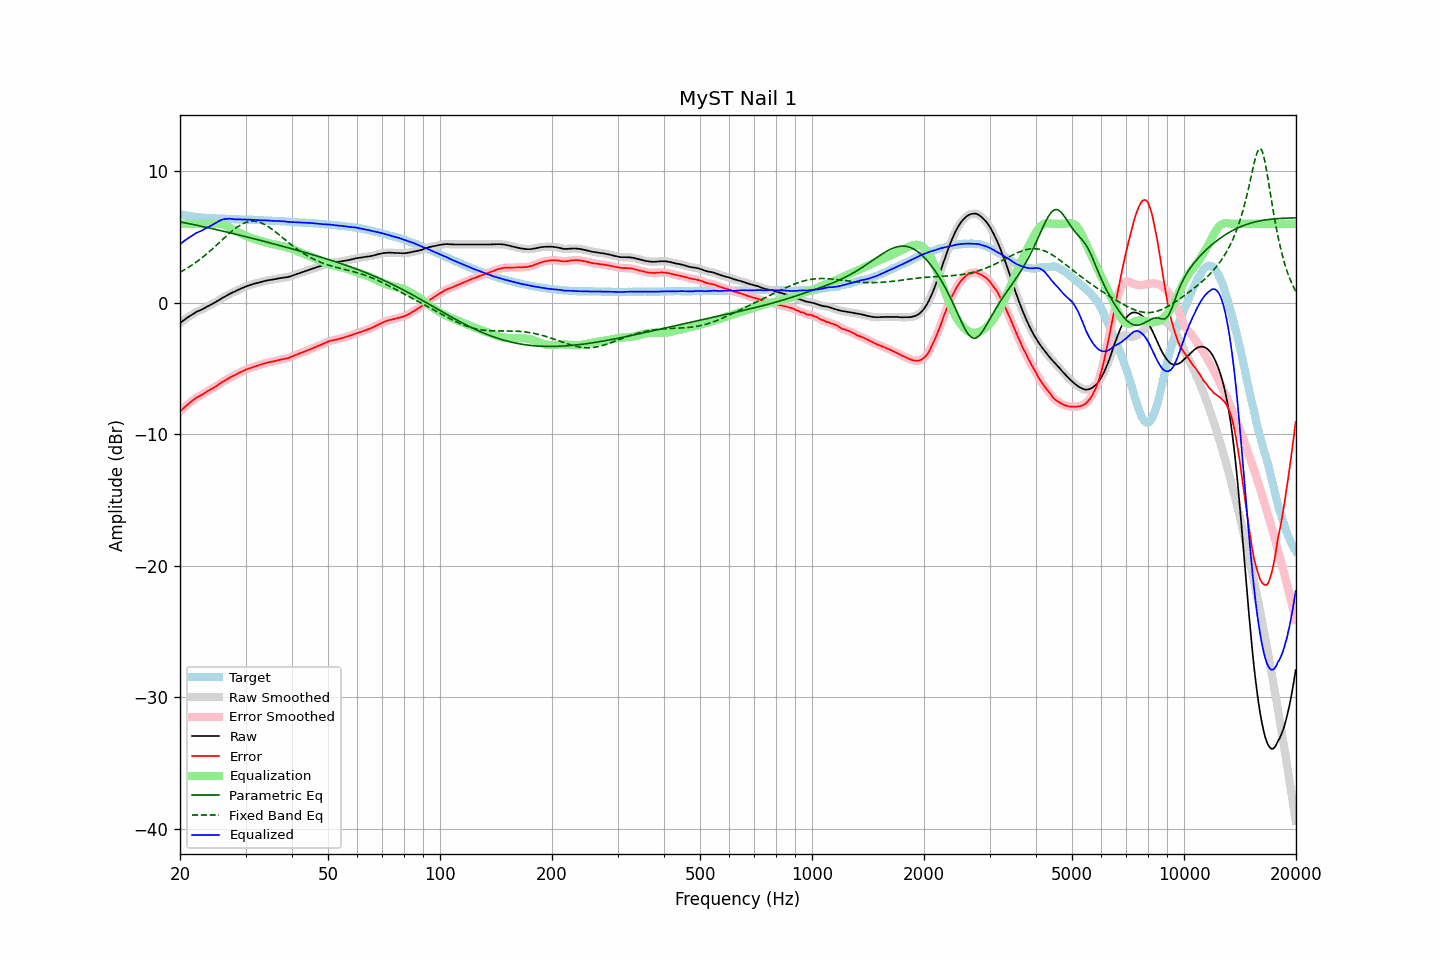 MyST Nail 1
Amplitude (dBr)
10
0
−10
−20
−30
−40
Target
Raw Smoothed
Error Smoothed
Raw
Error
Equalization
Parametric Eq
Fixed Band Eq
Equalized
20 50 100 200 500 1000 2000 5000 10000 20000
Frequency (Hz)